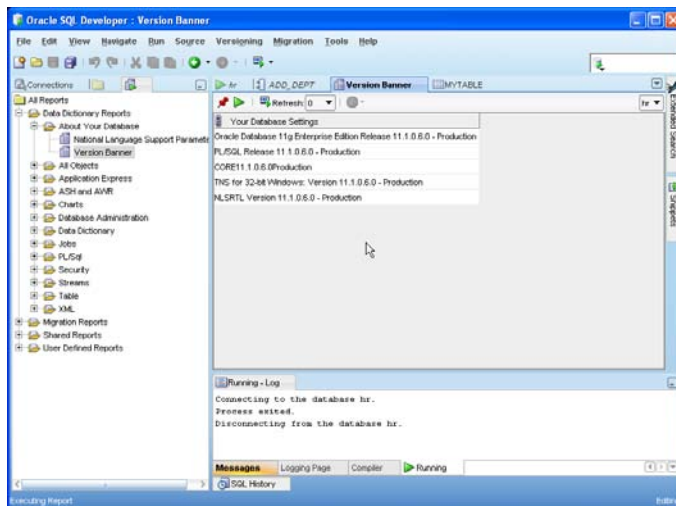 Oracle SQL Developer : Version Banner
File Edit View Navigate Run Source Versioning Migration Tools Help
Connections
hr ADD_DEPT Version Banner MYTABLE
Refresh: 0
hr
All Reports
Data Dictionary Reports
About Your Database
National Language Support Paramete
Version Banner
All Objects
Application Express
ASH and AWR
Charts
Database Administration
Data Dictionary
Jobs
PL/Sql
Security
Streams
Table
XML
Migration Reports
Shared Reports
User Defined Reports
Your Database Settings
Oracle Database 11g Enterprise Edition Release 11.1.0.6.0 - Production
PL/SQL Release 11.1.0.6.0 - Production
CORE11.1.0.6.0Production
TNS for 32-bit Windows: Version 11.1.0.6.0 - Production
NLSRTL Version 11.1.0.6.0 - Production
Extended Search
Snippets
Running - Log
Connecting to the database hr.
Process exited.
Disconnecting from the database hr.
Messages Logging Page Compiler Running
SQL History
Executing Report
Editing